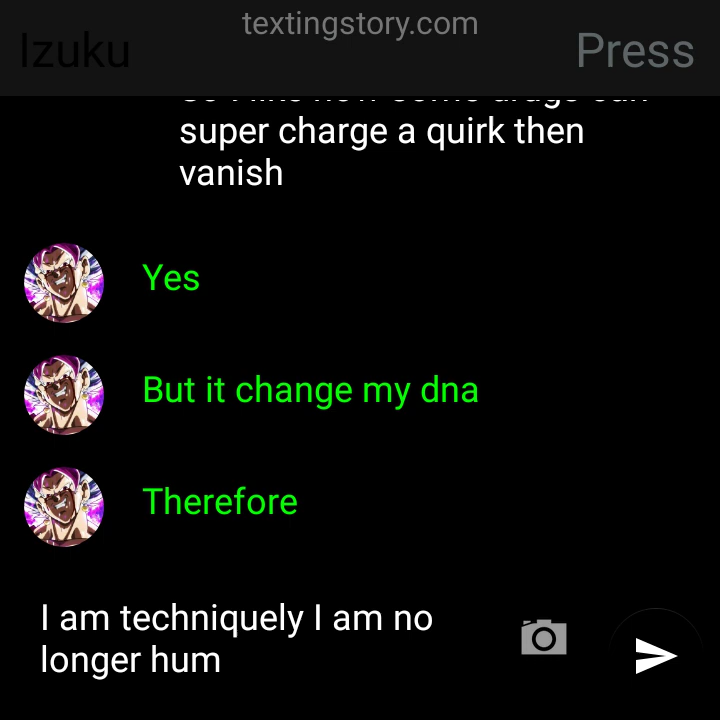 textingstory.com
Izuku
Press
super charge a quirk then
vanish
Yes
But it change my dna
Therefore
I am techniquely I am no
longer hum